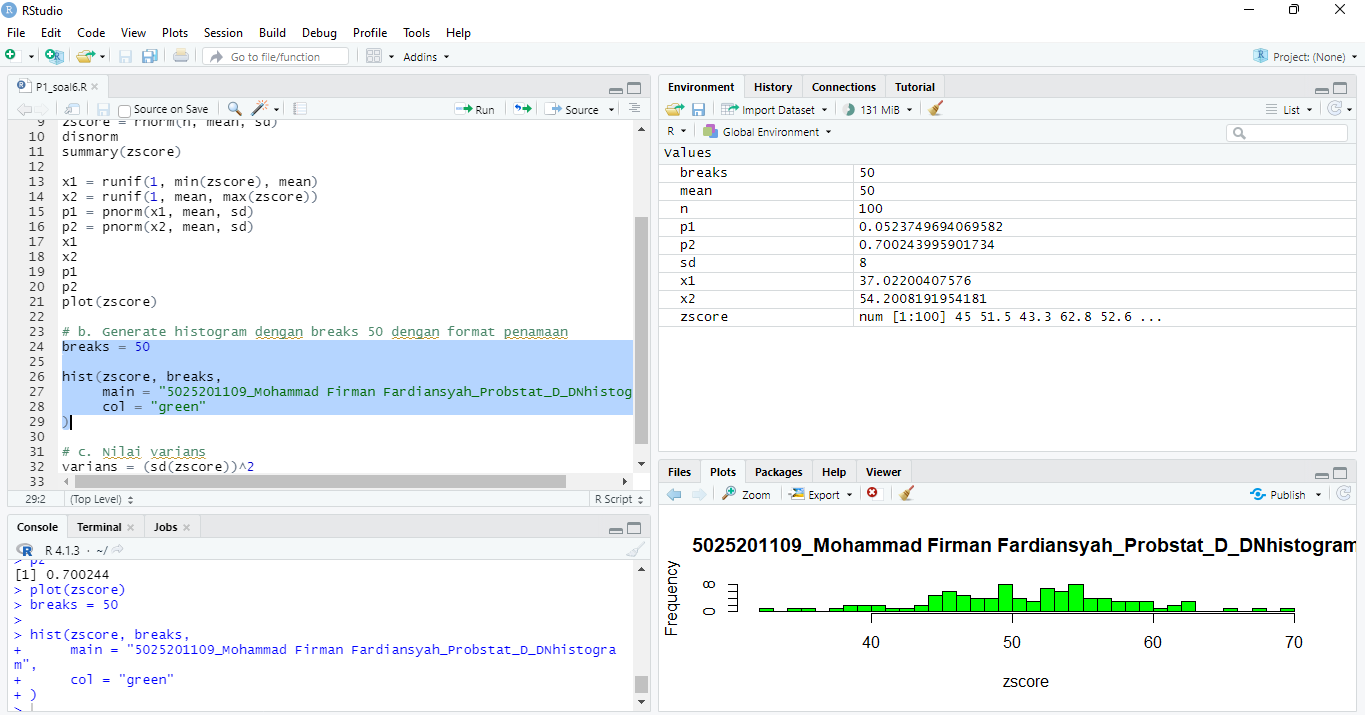 RStudio
File Edit Code View Plots Session Build Debug Profile Tools Help
Go to file/function Addins Project: (None)
P1_soal6.R
Source on Save Run Source
9 zscore = rnorm(n, mean, sd)
10 disnorm
11 summary(zscore)
12
13 x1 = runif(1, min(zscore), mean)
14 x2 = runif(1, mean, max(zscore))
15 p1 = pnorm(x1, mean, sd)
16 p2 = pnorm(x2, mean, sd)
17 x1
18 x2
19 p1
20 p2
21 plot(zscore)
22
23 # b. Generate histogram dengan breaks 50 dengan format penamaan
24 breaks = 50
25
26 hist(zscore, breaks,
27 main = "5025201109_Mohammad Firman Fardiansyah_Probstat_D_DNhistog
28 col = "green"
29 )
30
31 # c. Nilai varians
32 varians = (sd(zscore))^2
33
29:2 (Top Level) R Script
Console Terminal Jobs
R 4.1.3 · ~/
> p2
[1] 0.700244
> plot(zscore)
> breaks = 50
>
> hist(zscore, breaks,
+ main = "5025201109_Mohammad Firman Fardiansyah_Probstat_D_DNhistogra
m",
+ col = "green"
+ )
>
Environment History Connections Tutorial
Import Dataset 131 MiB List
R Global Environment
Values
breaks 50
mean 50
n 100
p1 0.0523749694069582
p2 0.700243995901734
sd 8
x1 37.02200407576
x2 54.2008191954181
zscore num [1:100] 45 51.5 43.3 62.8 52.6 ...
Files Plots Packages Help Viewer
Zoom Export Publish
5025201109_Mohammad Firman Fardiansyah_Probstat_D_DNhistogram
Frequency
0 8
40 50 60 70
zscore